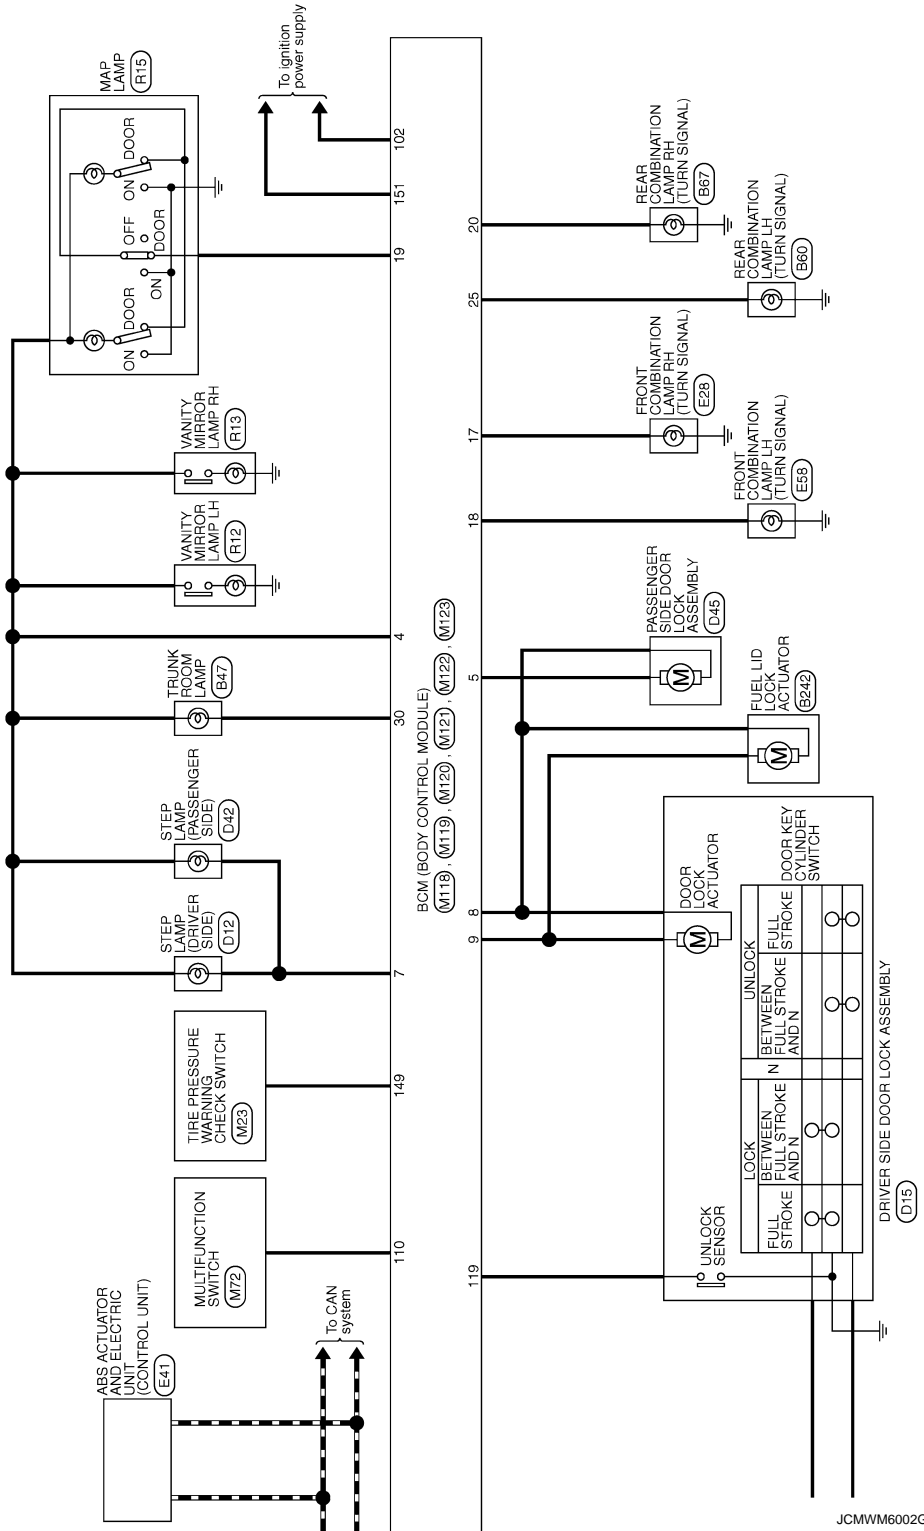 MAP
LAMP
R15
To ignition
power supply
ON
DOOR
OFF
DOOR
ON
ON
DOOR
102
151
19
VANITY
MIRROR
LAMP RH
R13
VANITY
MIRROR
LAMP LH
R12
4
TRUNK
ROOM
LAMP
B47
30
STEP
LAMP
(PASSENGER
SIDE)
D42
STEP
LAMP
(DRIVER
SIDE)
D12
7
TIRE PRESSURE
WARNING
CHECK SWITCH
M23
149
MULTIFUNCTION
SWITCH
M72
110
ABS ACTUATOR
AND ELECTRIC
UNIT
(CONTROL UNIT)
E41
To CAN
system
BCM (BODY CONTROL MODULE)
M118 , M119 , M120 , M121 , M122 , M123
20
REAR
COMBINATION
LAMP RH
(TURN SIGNAL)
B67
25
REAR
COMBINATION
LAMP LH
(TURN SIGNAL)
B60
17
FRONT
COMBINATION
LAMP RH
(TURN SIGNAL)
E28
18
FRONT
COMBINATION
LAMP LH
(TURN SIGNAL)
E58
5
PASSENGER
SIDE DOOR
LOCK
ASSEMBLY
D45
M
FUEL LID
LOCK
ACTUATOR
B242
M
8
9
DOOR
LOCK
ACTUATOR
M
DOOR KEY
CYLINDER
SWITCH
LOCK
N
UNLOCK
FULL
STROKE
BETWEEN
FULL STROKE
AND N
BETWEEN
FULL STROKE
AND N
FULL
STROKE
119
UNLOCK
SENSOR
DRIVER SIDE DOOR LOCK ASSEMBLY
D15
JCMWM6002G